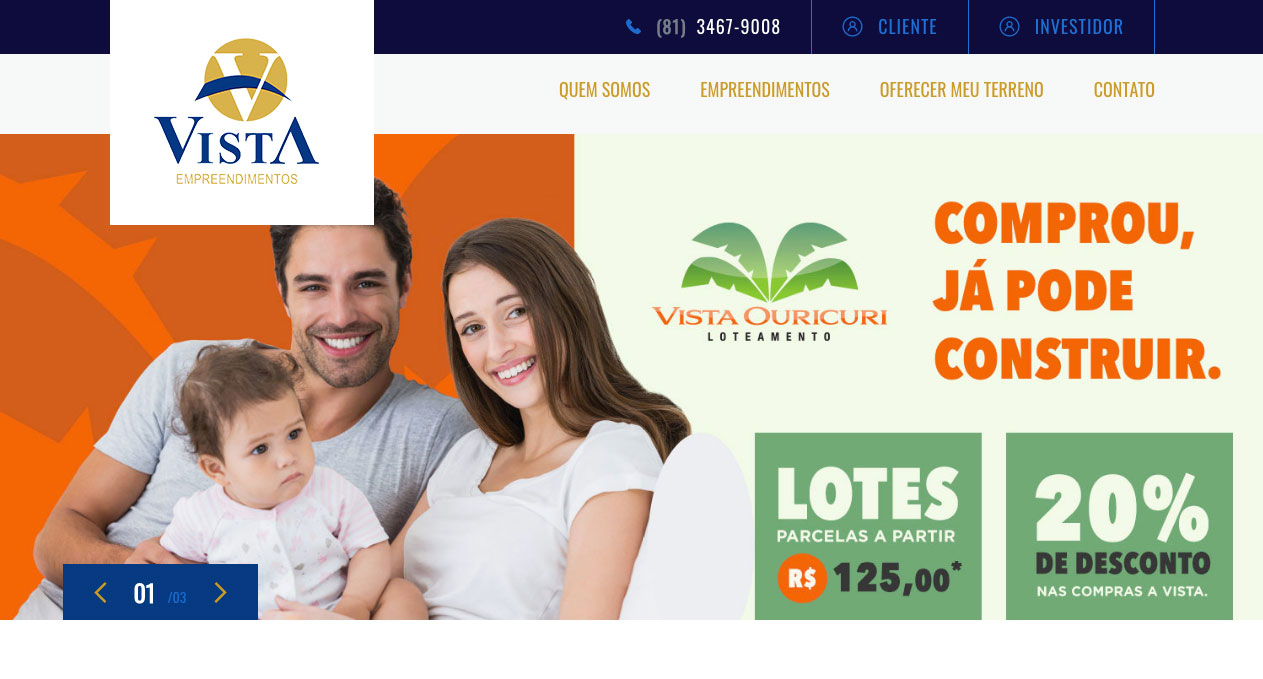 (81) 3467-9008
CLIENTE
INVESTIDOR
VISTA
EMPREENDIMENTOS
QUEM SOMOS
EMPREENDIMENTOS
OFERECER MEU TERRENO
CONTATO
VISTA OURICURI
LOTEAMENTO
COMPROU,
JÁ PODE
CONSTRUIR.
LOTES
PARCELAS A PARTIR
R$ 125,00*
20%
DE DESCONTO
NAS COMPRAS A VISTA.
01 /03